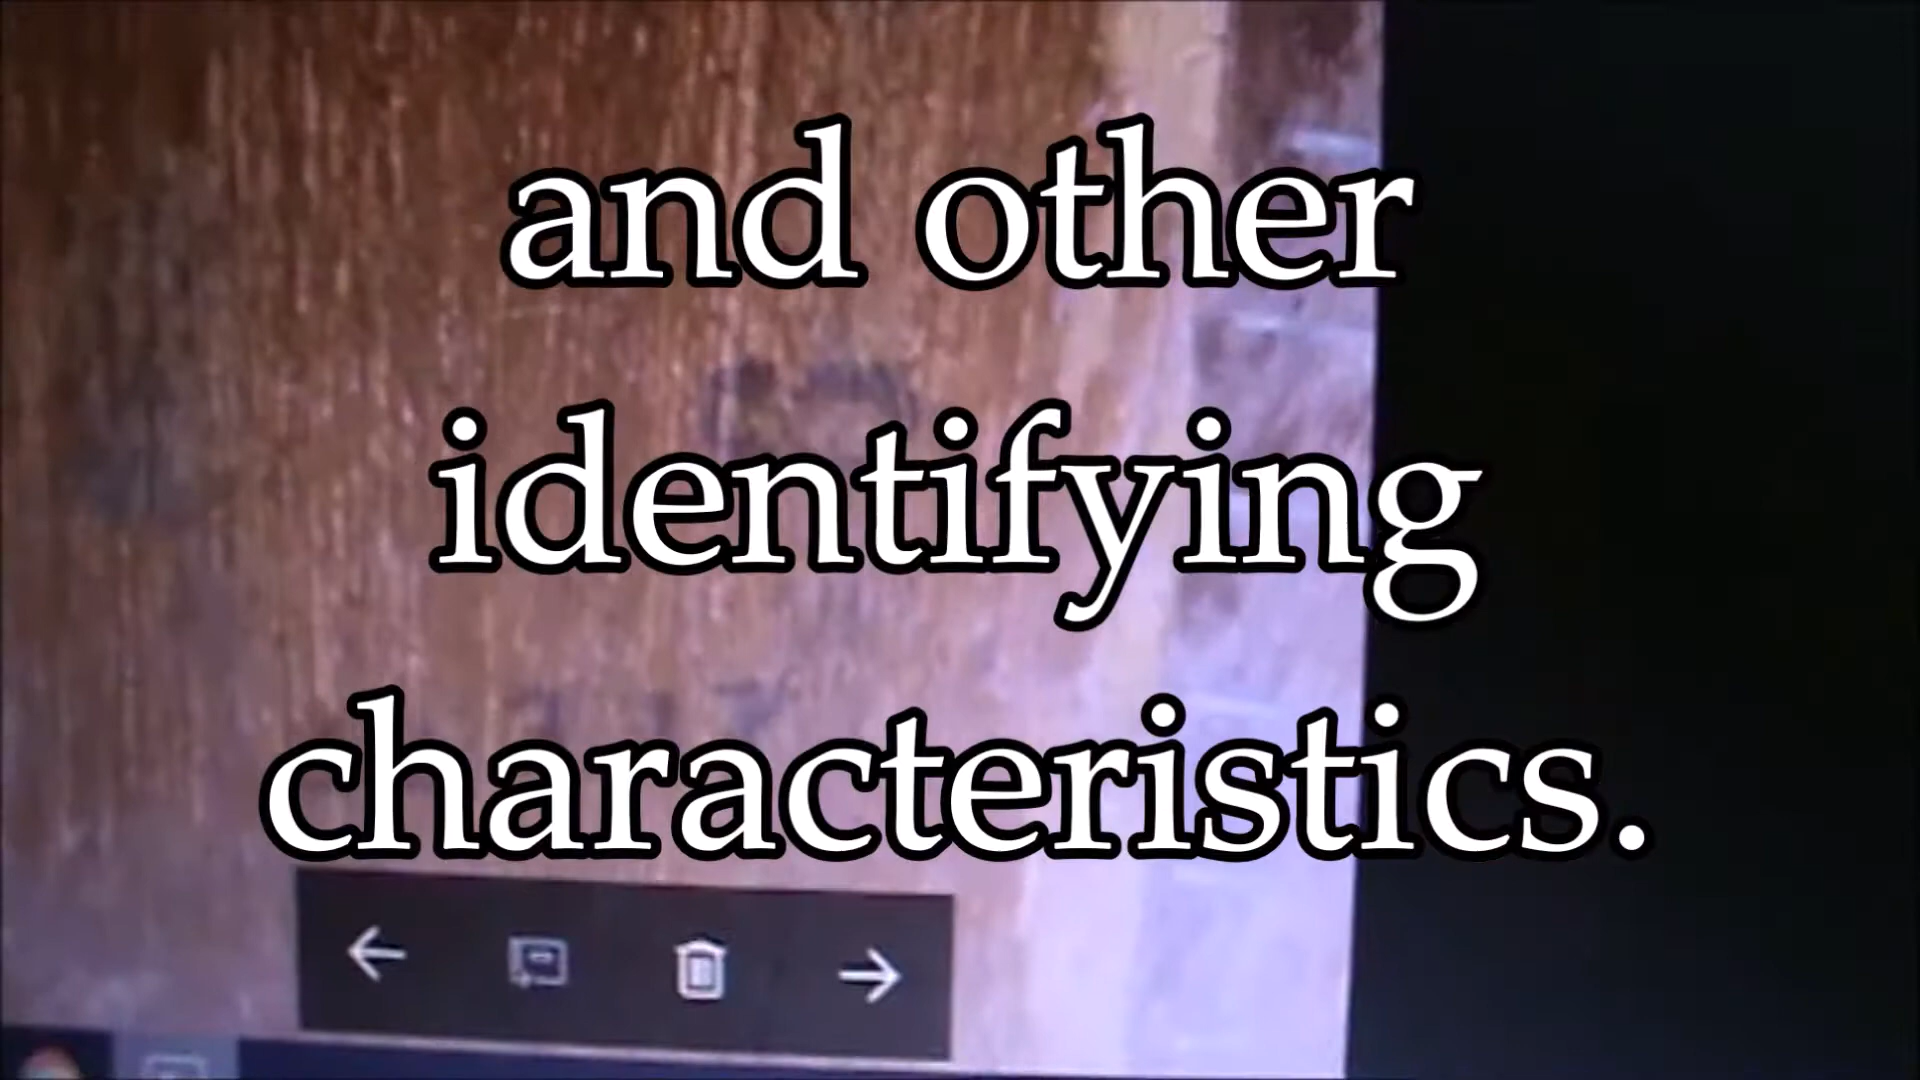 and other
identifying
characteristics.